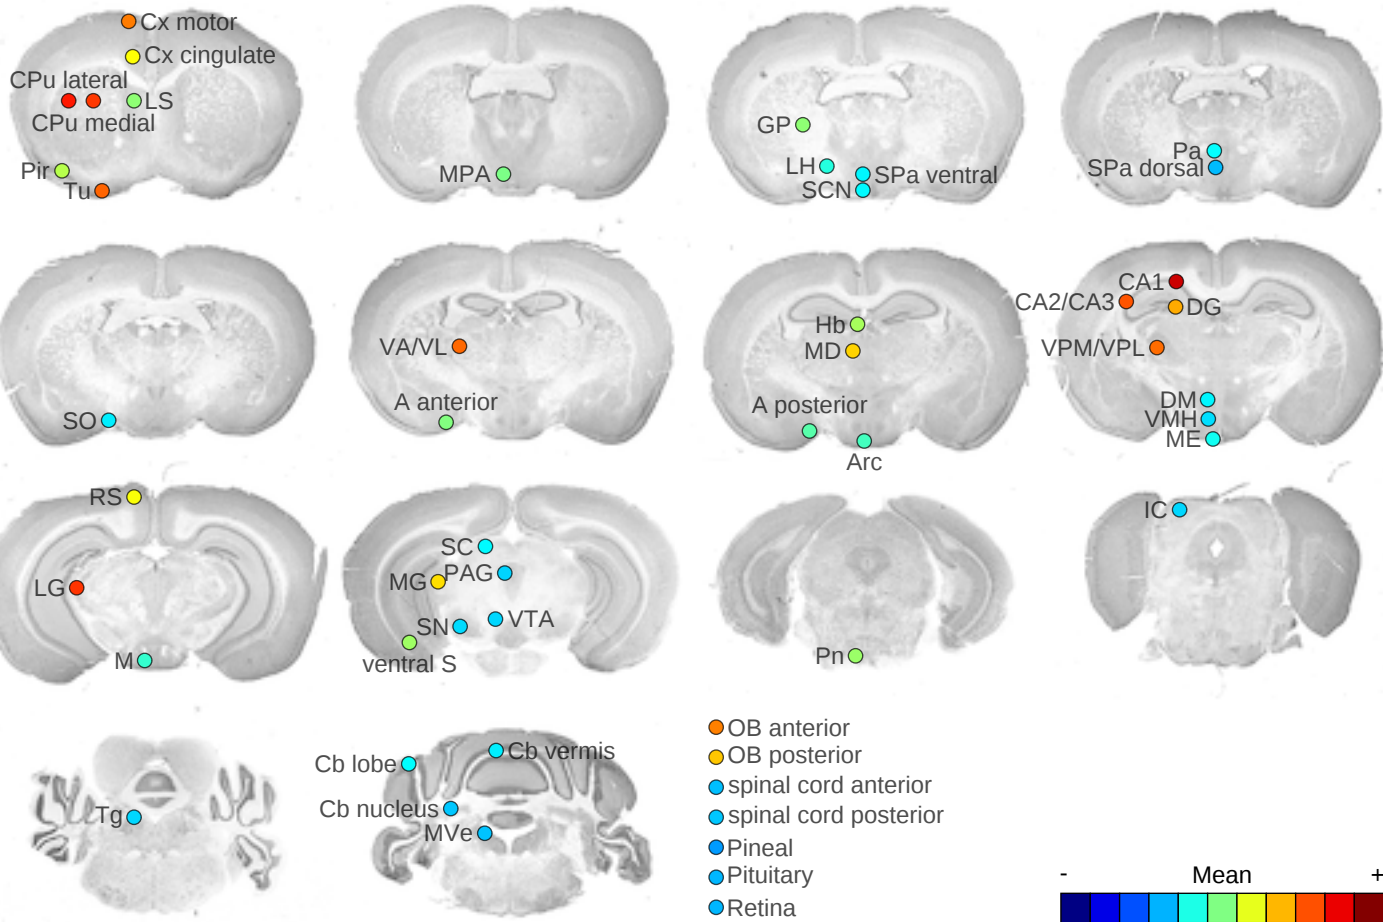 Cx motor
Cx cingulate
CPu lateral
LS
CPu medial
Pir
Tu
MPA
GP
LH
SPa ventral
SCN
Pa
SPa dorsal
SO
VA/VL
A anterior
Hb
MD
A posterior
Arc
CA1
CA2/CA3
DG
VPM/VPL
DM
VMH
ME
RS
LG
M
SC
PAG
MG
SN
VTA
ventral S
Pn
IC
Tg
Cb lobe
Cb vermis
Cb nucleus
MVe
OB anterior
OB posterior
spinal cord anterior
spinal cord posterior
Pineal
Pituitary
Retina
- Mean +